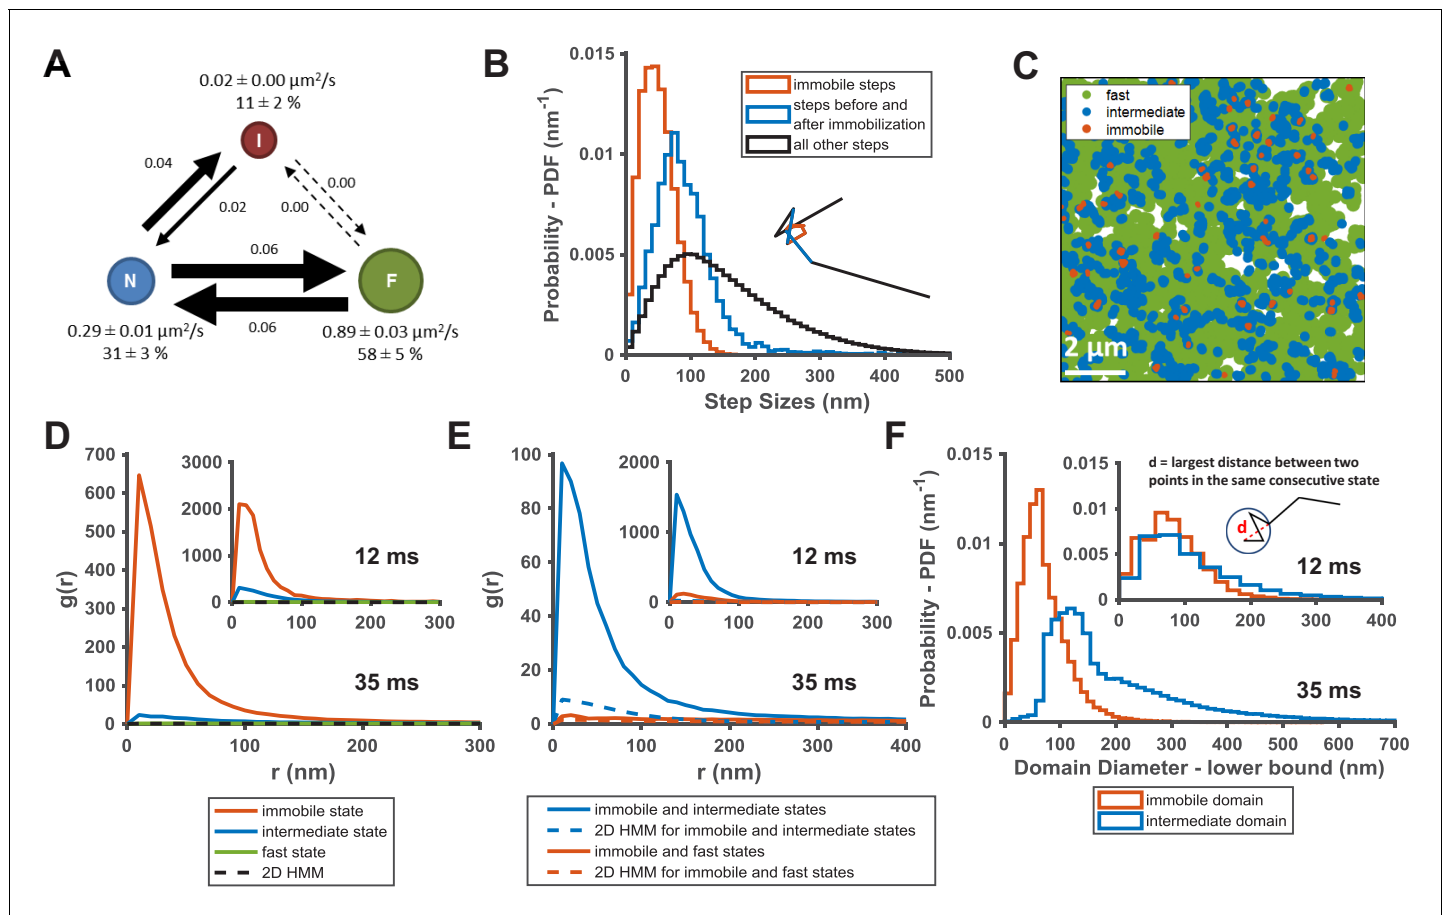 A
0.02 ± 0.00 µm²/s
11 ± 2 %
I
0.04
0.02
0.00
0.00
N
F
0.06
0.06
0.29 ± 0.01 µm²/s
31 ± 3 %
0.89 ± 0.03 µm²/s
58 ± 5 %
B
Probability - PDF (nm⁻¹)
0.015
0.01
0.005
0
0 100 200 300 400 500
Step Sizes (nm)
immobile steps
steps before and
after immobilization
all other steps
C
fast
intermediate
immobile
2 µm
D
g(r)
700
600
500
400
300
200
100
0
0 100 200 300
r (nm)
3000
2000
1000
0
0 100 200 300
12 ms
35 ms
immobile state
intermediate state
fast state
2D HMM
E
g(r)
100
80
60
40
20
0
0 100 200 300 400
r (nm)
2000
1000
0
0 100 200 300
12 ms
35 ms
immobile and intermediate states
2D HMM for immobile and intermediate states
immobile and fast states
2D HMM for immobile and fast states
F
Probability - PDF (nm⁻¹)
0.015
0.01
0.005
0
0 100 200 300 400 500 600 700
Domain Diameter - lower bound (nm)
0.015
0.01
0.005
0
0 100 200 300 400
d = largest distance between two
points in the same consecutive state
d
12 ms
35 ms
immobile domain
intermediate domain